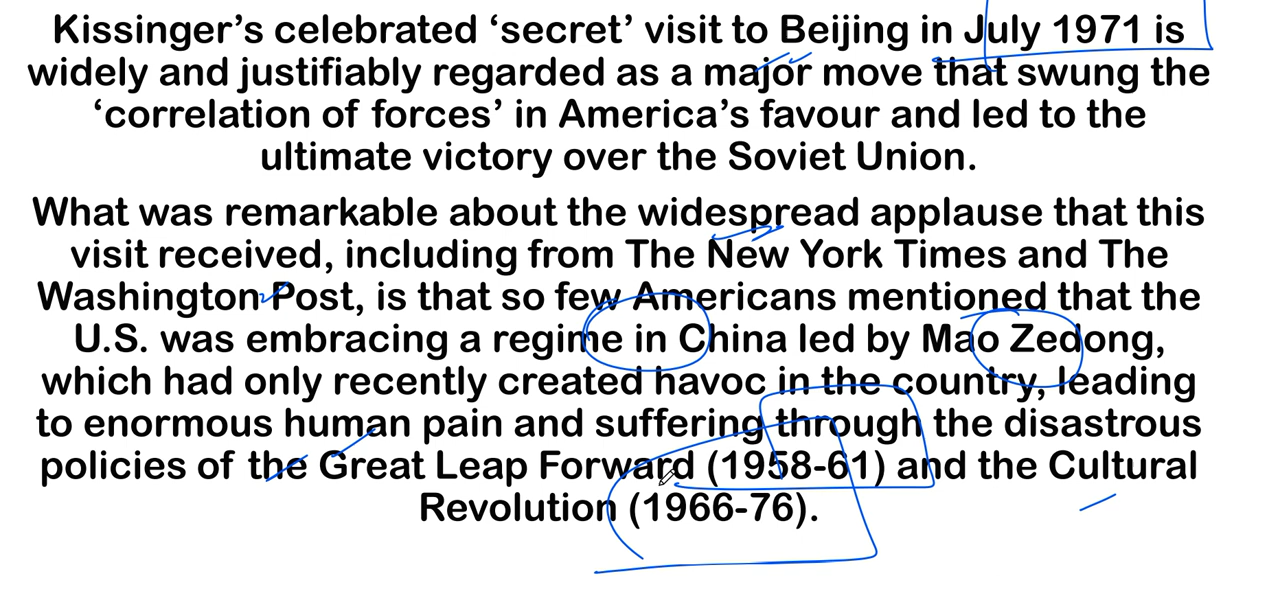 Kissinger’s celebrated ‘secret’ visit to Beijing in July 1971 is
widely and justifiably regarded as a major move that swung the
‘correlation of forces’ in America’s favour and led to the
ultimate victory over the Soviet Union.
What was remarkable about the widespread applause that this
visit received, including from The New York Times and The
Washington Post, is that so few Americans mentioned that the
U.S. was embracing a regime in China led by Mao Zedong,
which had only recently created havoc in the country, leading
to enormous human pain and suffering through the disastrous
policies of the Great Leap Forward (1958-61) and the Cultural
Revolution (1966-76).